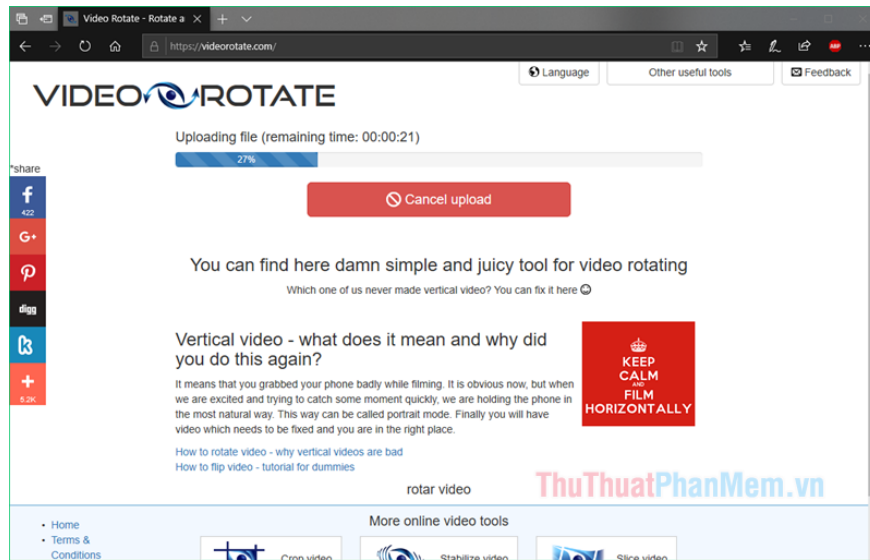 Video Rotate - Rotate a
https://videorotate.com/
ABP
Language
Other useful tools
Feedback
VIDEO ROTATE
Uploading file (remaining time: 00:00:21)
27%
*share
f
422
G+
Cancel upload
digg
You can find here damn simple and juicy tool for video rotating
Which one of us never made vertical video? You can fix it here
Vertical video - what does it mean and why did
you do this again?
It means that you grabbed your phone badly while filming. It is obvious now, but when
we are excited and trying to catch some moment quickly, we are holding the phone in
the most natural way. This way can be called portrait mode. Finally you will have
video which needs to be fixed and you are in the right place.
KEEP
CALM
AND
FILM
HORIZONTALLY
5.2K
How to rotate video - why vertical videos are bad
How to flip video - tutorial for dummies
rotar video
ThuThuatPhanMem.vn
More online video tools
Home
Terms &
Conditions
Crop video
Stabilize video
Slice video